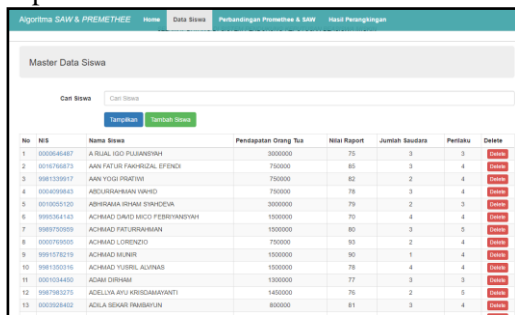 Algoritma SAW & PREMETHEE Home Data Siswa Perbandingan Promethee & SAW Hasil Perangkingan
Master Data Siswa
Cari Siswa Cari Siswa
Tampilkan Tambah Siswa
No NIS Nama Siswa Pendapatan Orang Tua Nilai Raport Jumlah Saudara Perilaku Delete
1 0000646487 A RIJAL IGO PUJIANSYAH 3000000 75 3 3 Delete
2 0016766873 AAN FATUR FAKHRIZAL EFENDI 750000 85 3 4 Delete
3 9981339917 AAN YOGI PRATIWI 750000 82 2 4 Delete
4 0004099843 ABDURRAHMAN WAHID 750000 78 3 4 Delete
5 0010055120 ABHIRAMA IRHAM SYAHDEVA 3000000 79 2 3 Delete
6 9995364143 ACHMAD DAVID MICO FEBRIYANSYAH 1500000 70 4 4 Delete
7 9989750959 ACHMAD FATURRAHMAN 1500000 80 3 5 Delete
8 0000769595 ACHMAD LORENZIO 750000 93 2 4 Delete
9 9991578219 ACHMAD MUNIR 1500000 90 1 4 Delete
10 9981350316 ACHMAD YUSRIL ALVINAS 1500000 78 4 4 Delete
11 0001034450 ADAM DIRHAM 1300000 77 3 3 Delete
12 9987983275 ADELLYA AYU KRISDAMAYANTI 1450000 76 2 5 Delete
13 0003926402 ADILA SEKAR PAMBAYUN 800000 81 3 4 Delete